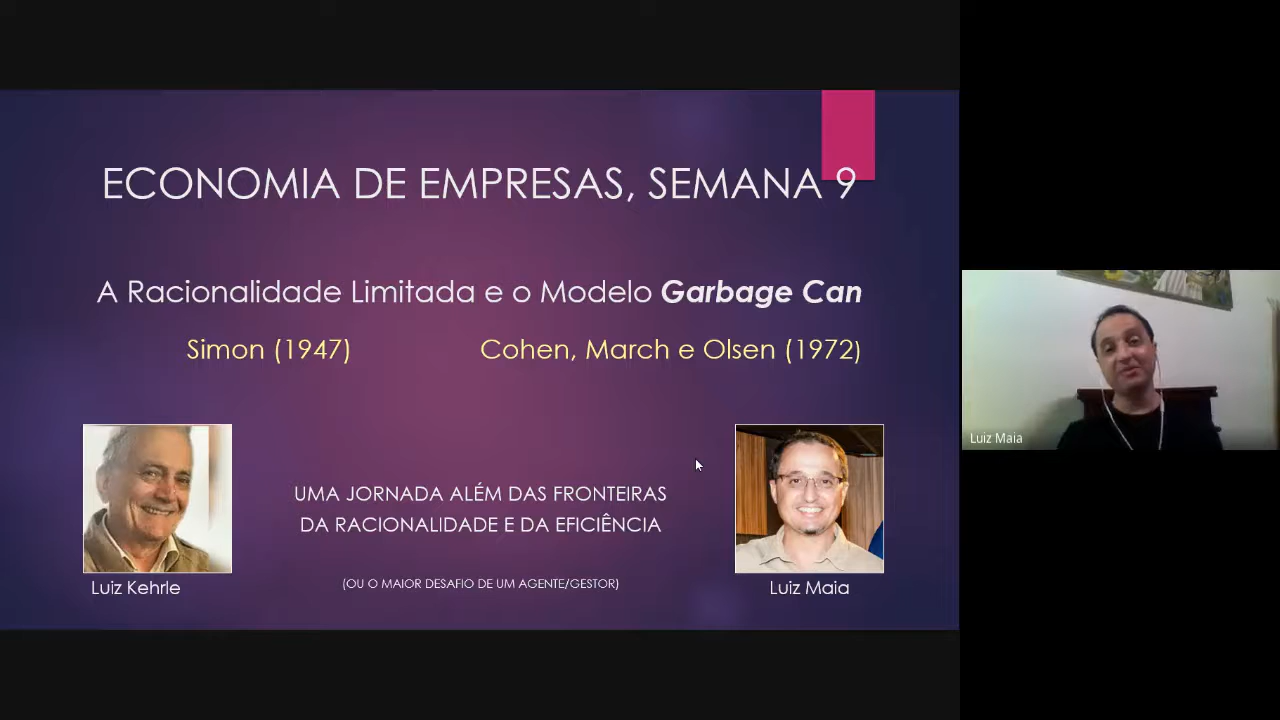 ECONOMIA DE EMPRESAS, SEMANA 9
A Racionalidade Limitada e o Modelo Garbage Can
Simon (1947) Cohen, March e Olsen (1972)
UMA JORNADA ALÉM DAS FRONTEIRAS
DA RACIONALIDADE E DA EFICIÊNCIA
(OU O MAIOR DESAFIO DE UM AGENTE/GESTOR)
Luiz Kehrle
Luiz Maia
Luiz Maia